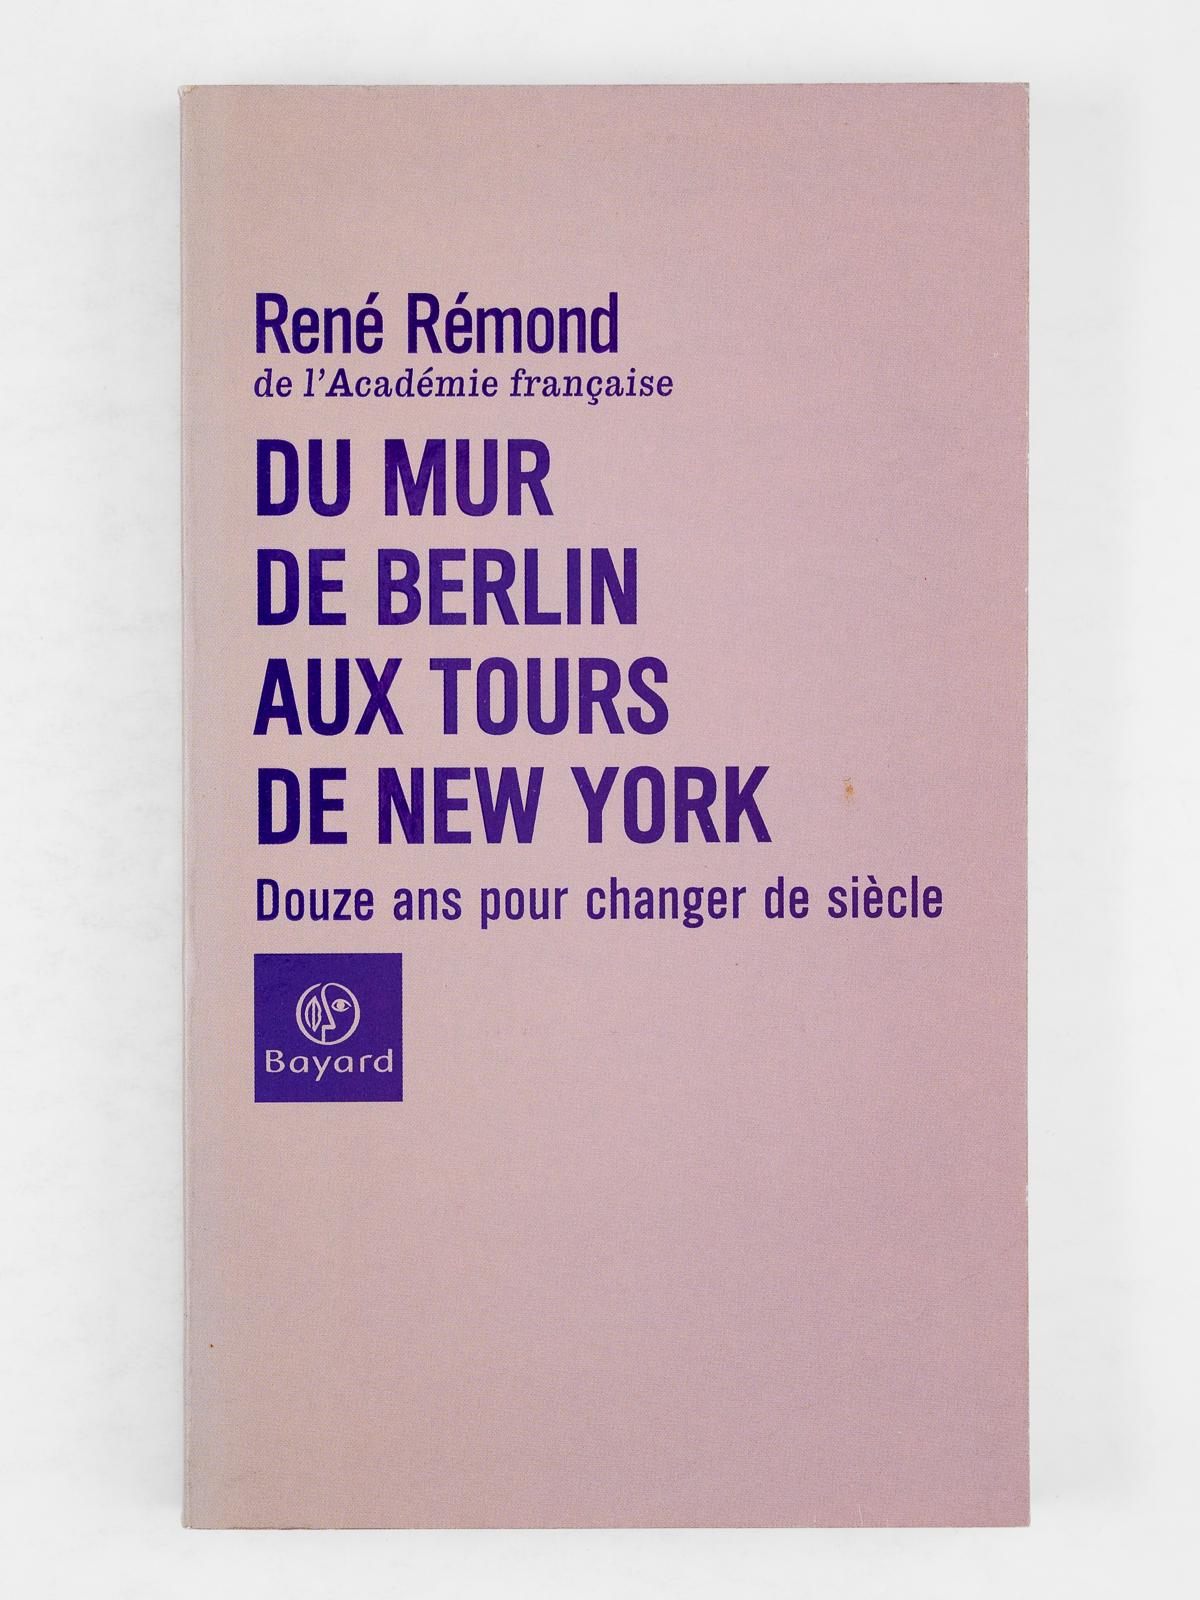 René Rémond
de l'Académie française
DU MUR
DE BERLIN
AUX TOURS
DE NEW YORK
Douze ans pour changer de siècle
Bayard